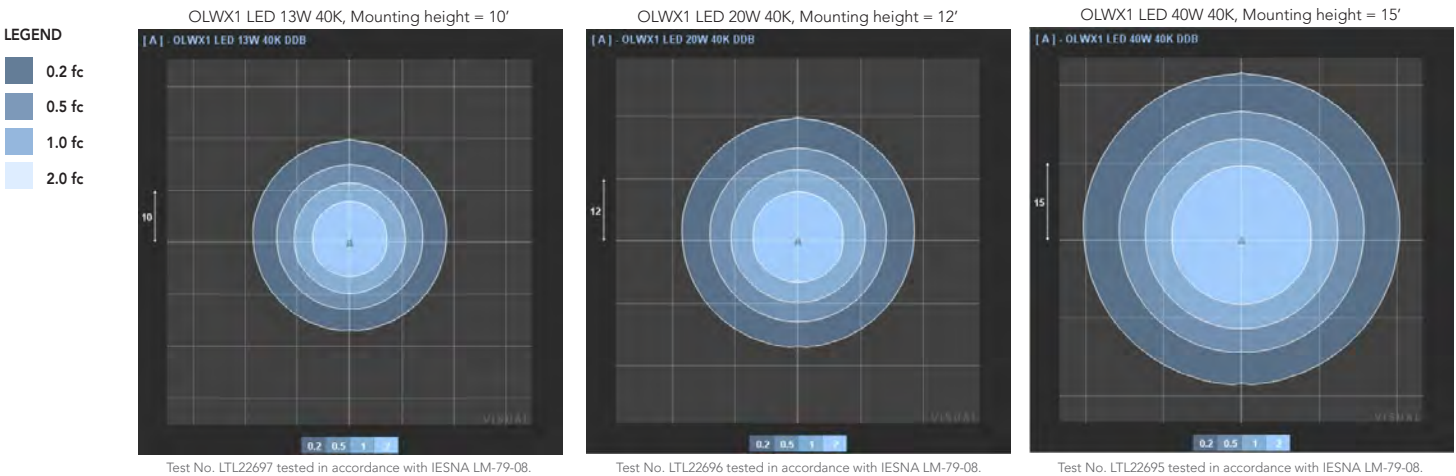 LEGEND
0.2 fc
0.5 fc
1.0 fc
2.0 fc
OLWX1 LED 13W 40K, Mounting height = 10’
[ A ] - OLWX1 LED 13W 40K DDB
10
A
VISUAL
0.2 0.5 1 2
Test No. LTL22697 tested in accordance with IESNA LM-79-08.
OLWX1 LED 20W 40K, Mounting height = 12’
[ A ] - OLWX1 LED 20W 40K DDB
12
A
VISUAL
0.2 0.5 1 2
Test No. LTL22696 tested in accordance with IESNA LM-79-08.
OLWX1 LED 40W 40K, Mounting height = 15’
[ A ] - OLWX1 LED 40W 40K DDB
15
A
VISUAL
0.2 0.5 1 2
Test No. LTL22695 tested in accordance with IESNA LM-79-08.